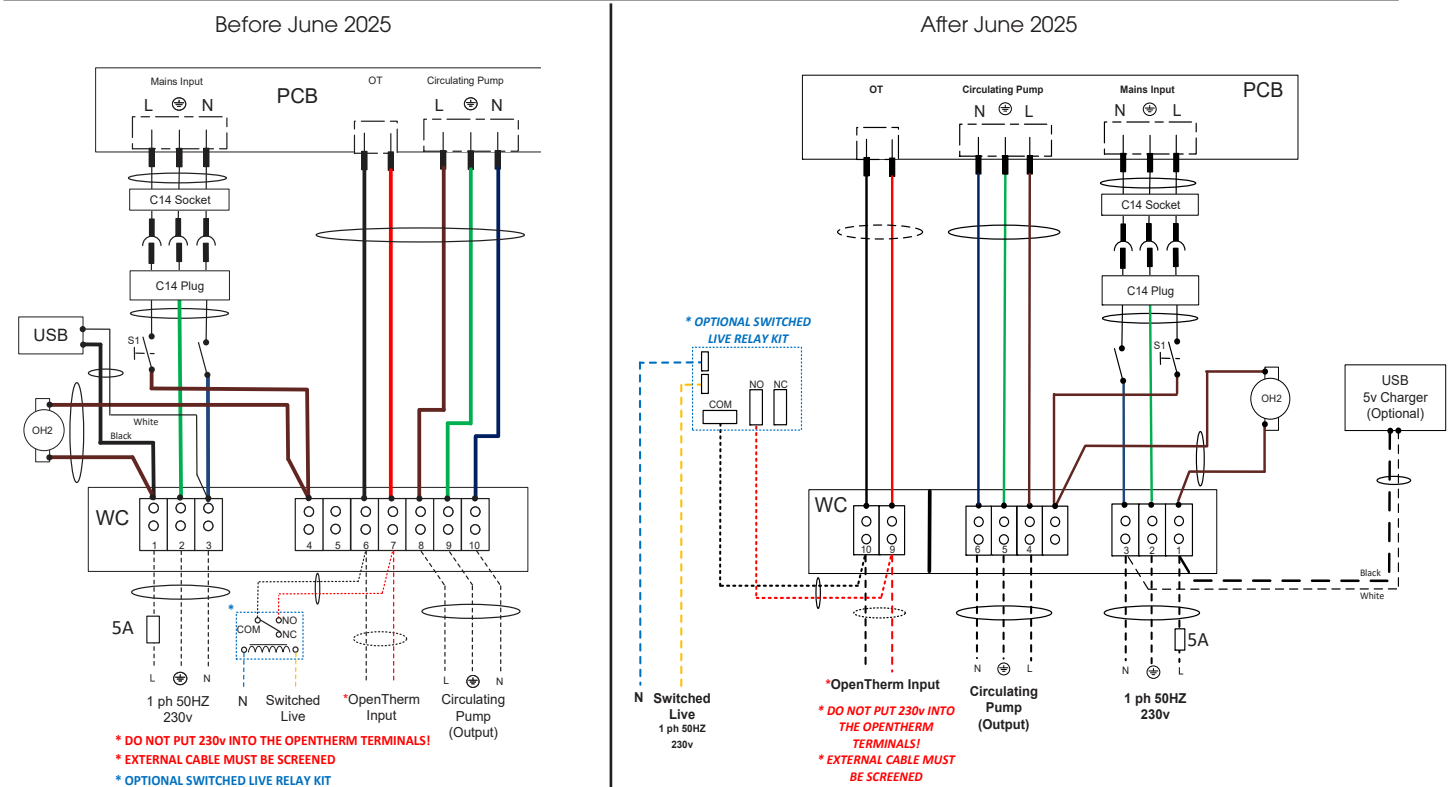 Before June 2025
Mains Input
OT
Circulating Pump
PCB
L N
L N
C14 Socket
C14 Plug
USB
S1
OH2
White
Black
WC
1 2 3
4 5 6 7 8 9 10
*
COM
NO
NC
5A
L N
1 ph 50HZ
230v
N
Switched
Live
*OpenTherm
Input
L N
Circulating
Pump
(Output)
* DO NOT PUT 230v INTO THE OPENTHERM TERMINALS!
* EXTERNAL CABLE MUST BE SCREENED
* OPTIONAL SWITCHED LIVE RELAY KIT
After June 2025
OT
Circulating Pump
Mains Input
PCB
N L
N L
C14 Socket
C14 Plug
* OPTIONAL SWITCHED
LIVE RELAY KIT
NO NC
COM
S1
OH2
USB
5v Charger
(Optional)
WC
10 9
6 5 4
3 2 1
Black
White
5A
N
Switched
Live
1 ph 50HZ
230v
*OpenTherm Input
* DO NOT PUT 230v INTO
THE OPENTHERM
TERMINALS!
* EXTERNAL CABLE MUST
BE SCREENED
N L
Circulating
Pump
(Output)
N L
1 ph 50HZ
230v